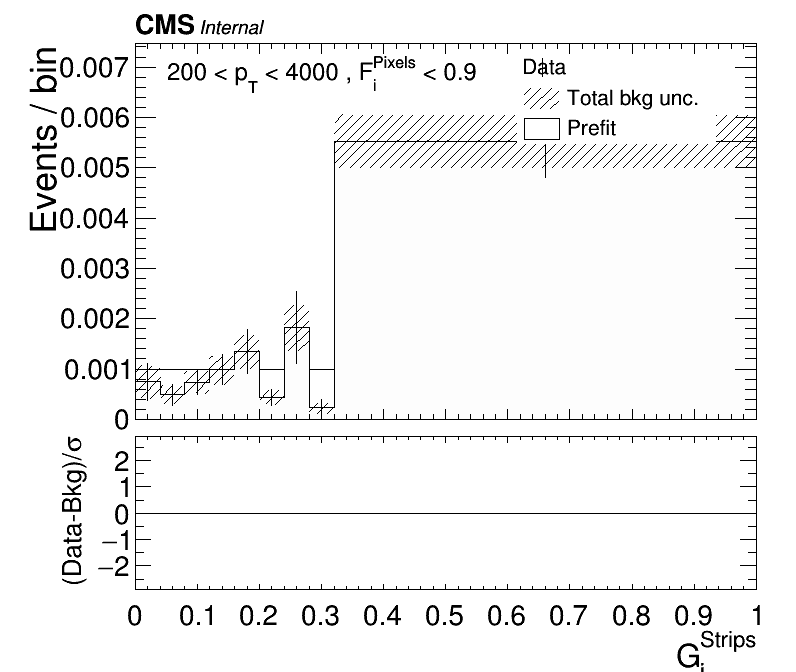 CMS Internal
Events / bin
0.007
0.006
0.005
0.004
0.003
0.002
0.001
0
200 < p_T < 4000 , F_i^Pixels < 0.9
Data
Total bkg unc.
Prefit
(Data-Bkg)/σ
2
1
0
−1
−2
0 0.1 0.2 0.3 0.4 0.5 0.6 0.7 0.8 0.9 1
G_i^Strips